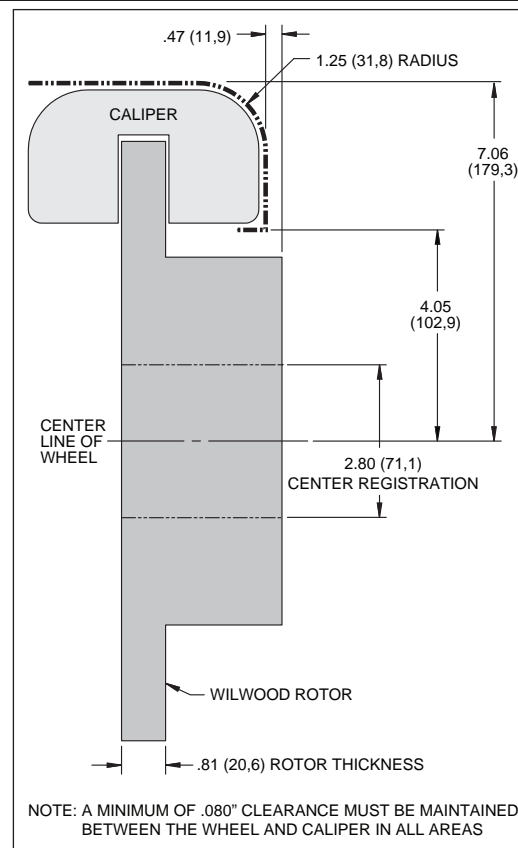 .47 (11,9)
1.25 (31,8) RADIUS
CALIPER
7.06
(179,3)
4.05
(102,9)
CENTER
LINE OF
WHEEL
2.80 (71,1)
CENTER REGISTRATION
WILWOOD ROTOR
.81 (20,6) ROTOR THICKNESS
NOTE: A MINIMUM OF .080" CLEARANCE MUST BE MAINTAINED
BETWEEN THE WHEEL AND CALIPER IN ALL AREAS